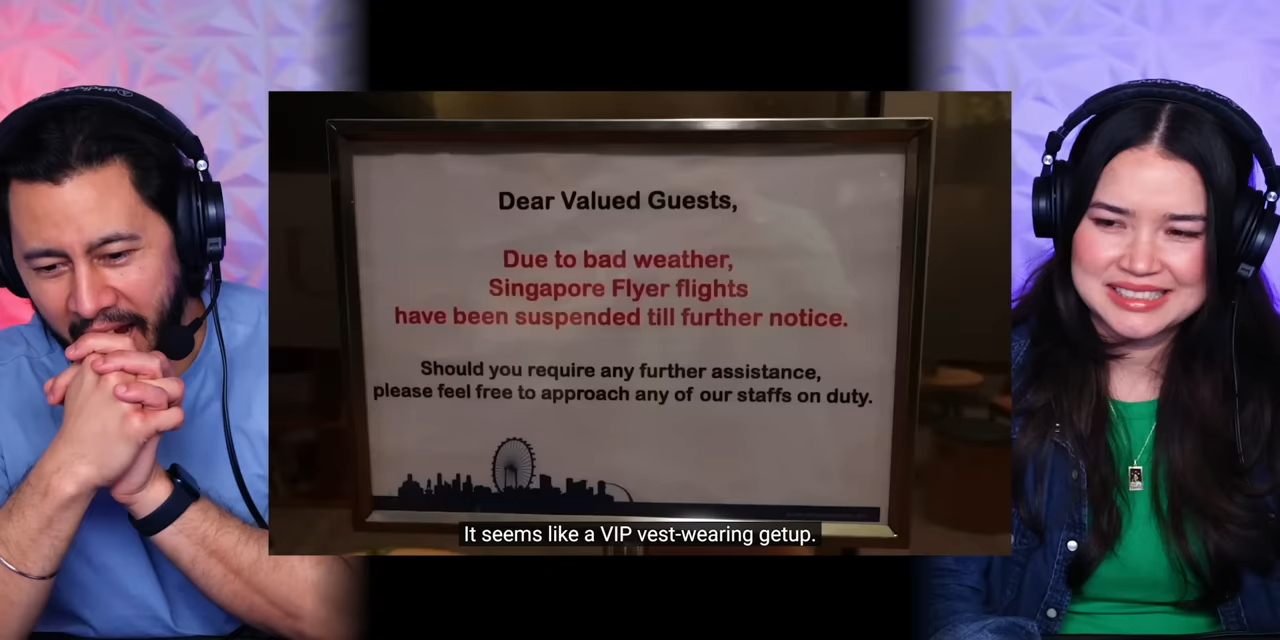 Dear Valued Guests,
Due to bad weather,
Singapore Flyer flights
have been suspended till further notice.
Should you require any further assistance,
please feel free to approach any of our staffs on duty.
It seems like a VIP vest-wearing getup.